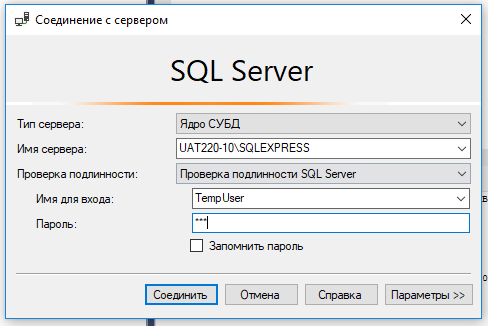 Соединение с сервером
SQL Server
Тип сервера: Ядро СУБД
Имя сервера: UAT220-10\SQLEXPRESS
Проверка подлинности: Проверка подлинности SQL Server
Имя для входа: TempUser
Пароль: ***
Запомнить пароль
Соединить Отмена Справка Параметры >>